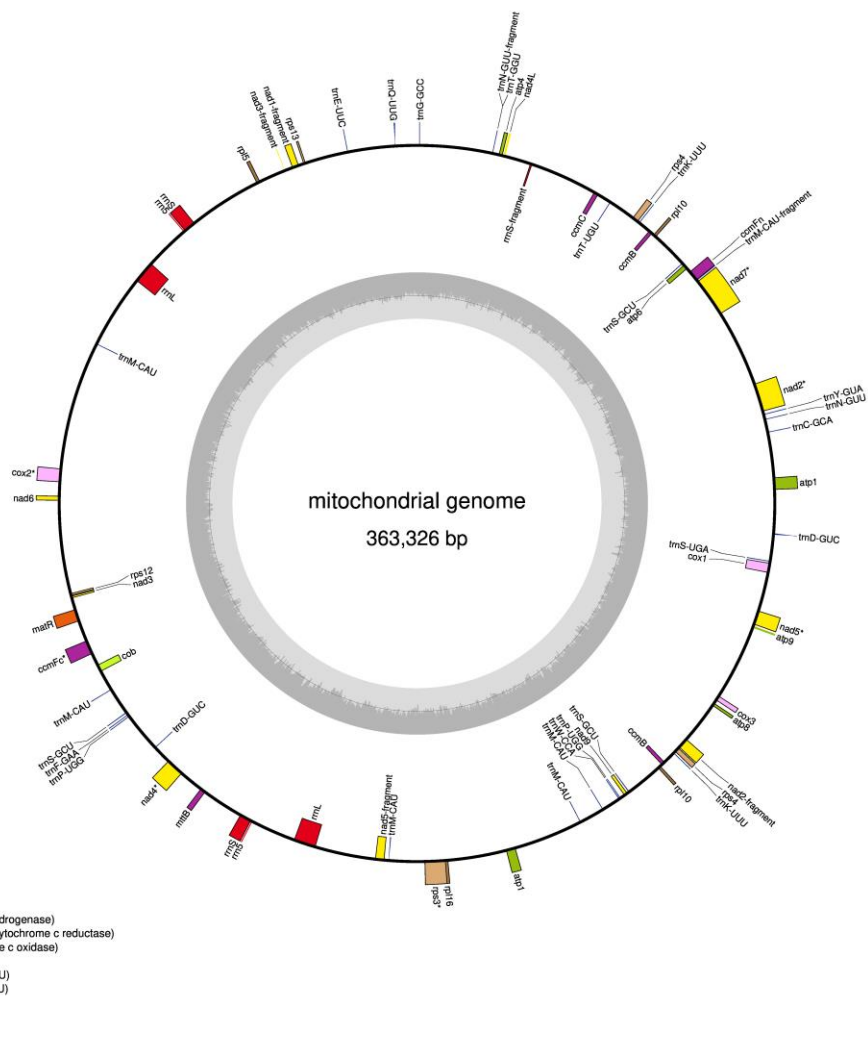 trnN-GUU-fragment
trnT-GGU
atp4
nad4L
rps4
trnK-UUU
rpl10
ccmFn
trnM-CAU-fragment
nad7*
nad2*
trnY-GUA
trnN-GUU
trnC-GCA
atp1
trnD-GUC
trnS-UGA
cox1
nad5*
atp9
cox3
atp8
nad2-fragment
rps4
trnK-UUU
rpl10
ccmB
trnS-GCU
nad9
trnP-UGG
trnW-CCA
trnM-CAU
trnM-CAU
atp1
rpl16
rps3*
trnM-CAU
nad5-fragment
rrnL
rrn5
rrnS
mttB
nad4*
trnD-GUC
trnP-UGG
trnF-GAA
trnS-GCU
trnM-CAU
cob
ccmFc*
matR
nad3
rps12
nad6
cox2*
trnM-CAU
rrnL
rrn5
rrnS
rpl5
nad3-fragment
nad1-fragment
rps13
trnE-UUC
trnQ-UUG
trnG-GCC
rrnS-fragment
ccmC
trnT-UGU
ccmB
trnS-GCU
atp6
mitochondrial genome
363,326 bp
drogenase)
ytochrome c reductase)
e c oxidase)
U)
U)